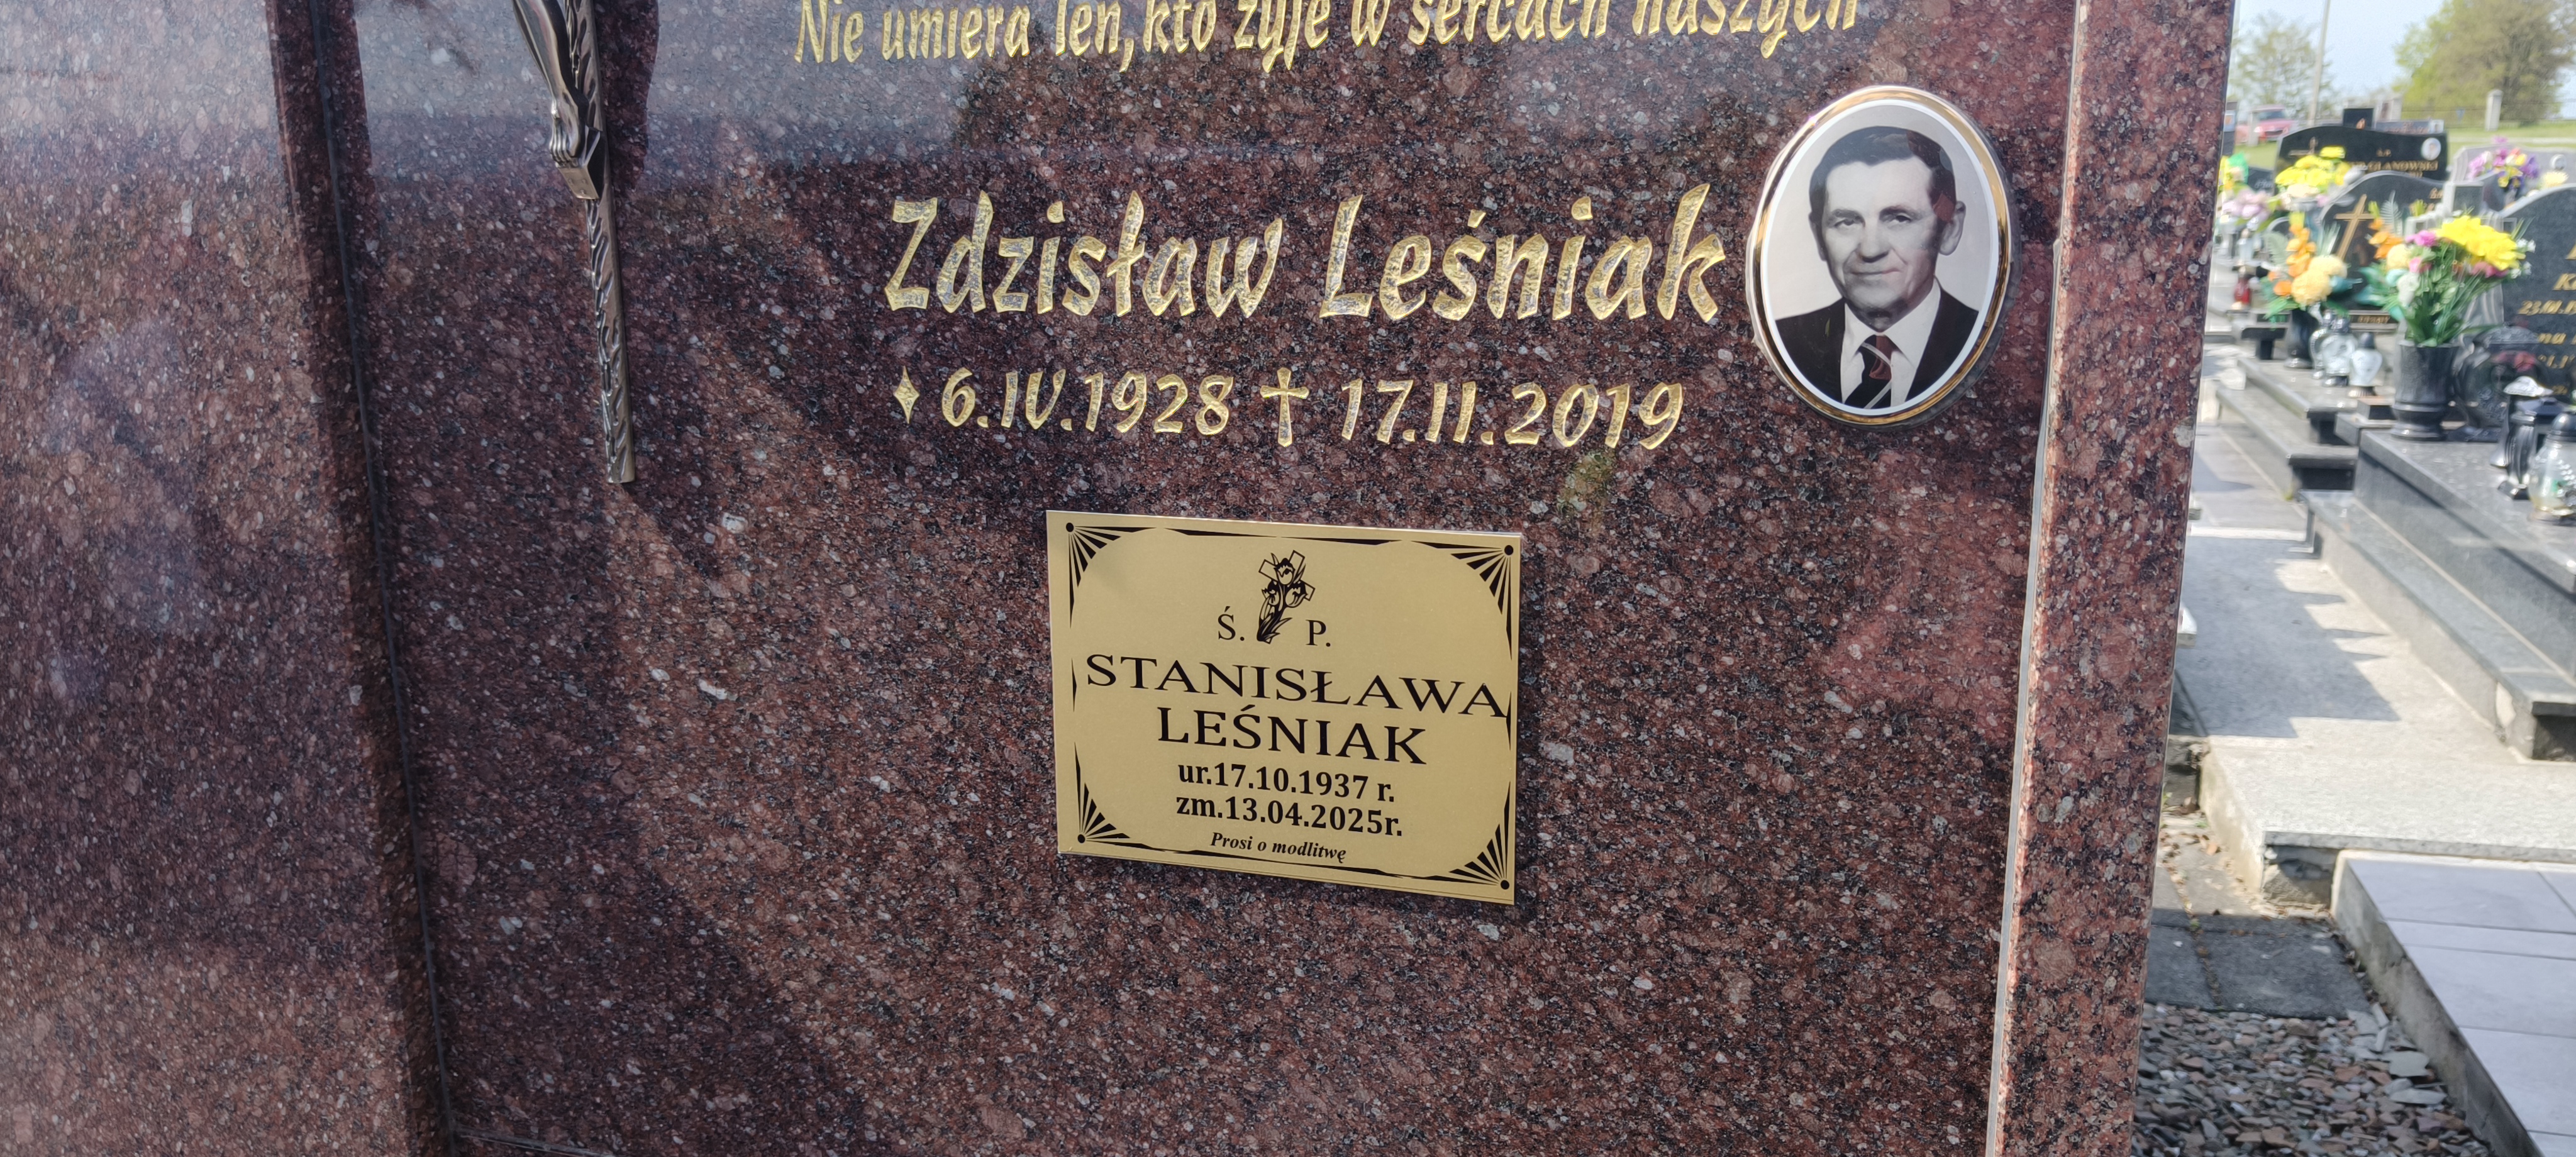 Nie umiera ten, kto żyje w sercach naszych
Zdzisław Leśniak
6.IV.1928 † 17.II.2019
Ś. P.
STANISŁAWA
LEŚNIAK
ur.17.10.1937 r.
zm.13.04.2025r.
Prosi o modlitwę